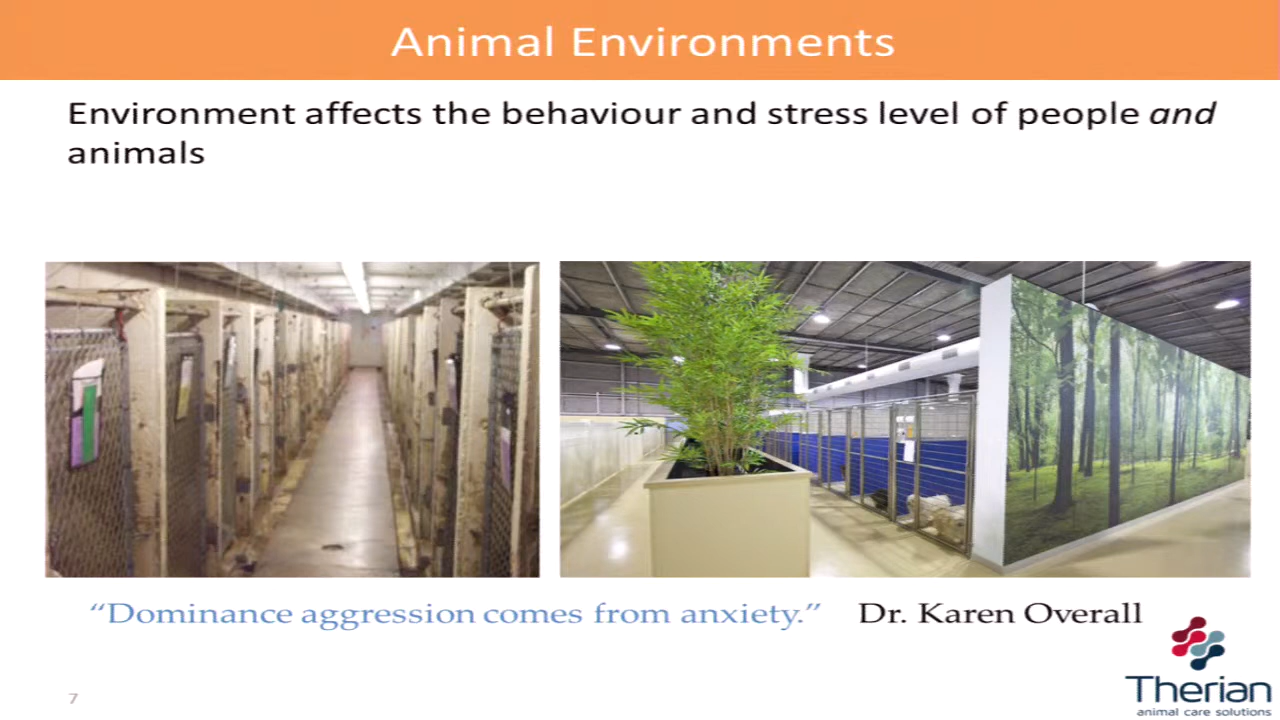 Animal Environments
Environment affects the behaviour and stress level of people and
animals
“Dominance aggression comes from anxiety.” Dr. Karen Overall
Therian
animal care solutions
7